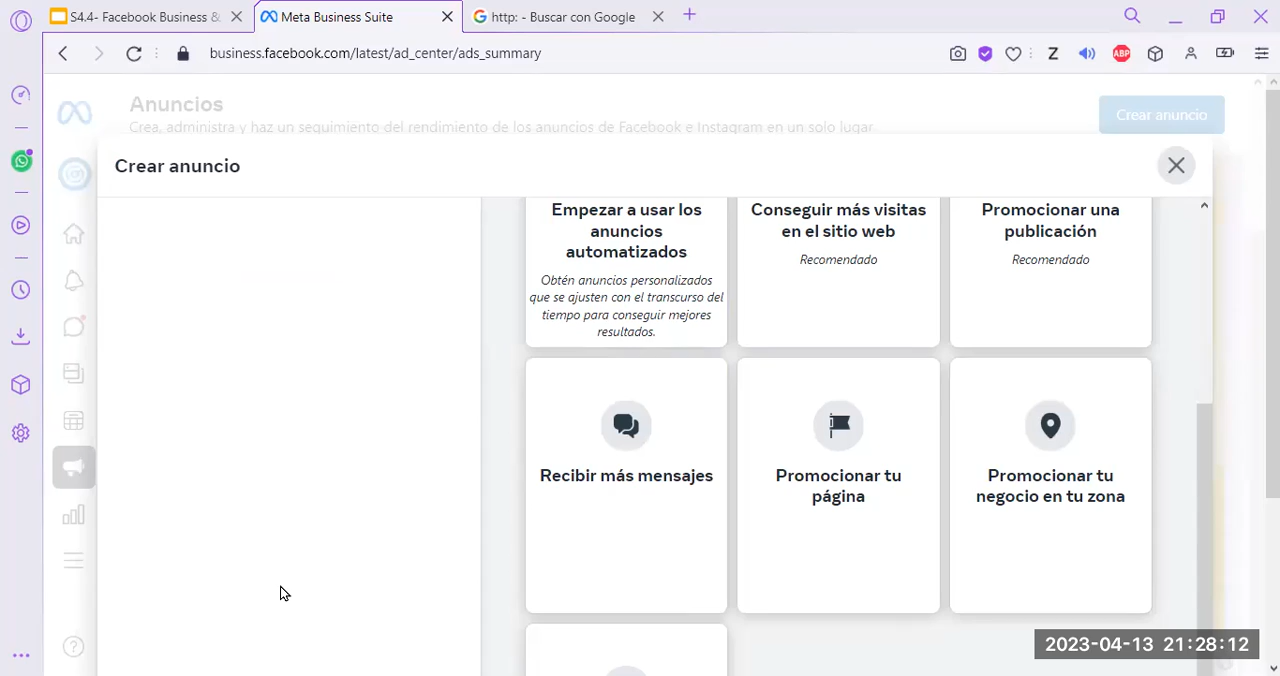 S4.4- Facebook Business &
Meta Business Suite
http: - Buscar con Google
business.facebook.com/latest/ad_center/ads_summary
Z
ABP
Anuncios
Crea, administra y haz un seguimiento del rendimiento de los anuncios de Facebook e Instagram en un solo lugar.
Crear anuncio
Crear anuncio
Empezar a usar los
anuncios
automatizados
Obtén anuncios personalizados
que se ajusten con el transcurso del
tiempo para conseguir mejores
resultados.
Conseguir más visitas
en el sitio web
Recomendado
Promocionar una
publicación
Recomendado
Recibir más mensajes
Promocionar tu
página
Promocionar tu
negocio en tu zona
2023-04-13 21:28:12